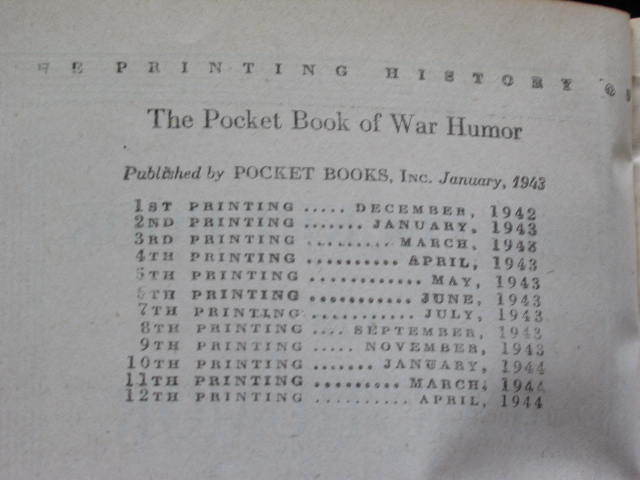 THE PRINTING HISTORY OF
The Pocket Book of War Humor
Published by POCKET BOOKS, INC. January, 1943
1ST PRINTING ..... DECEMBER, 1942
2ND PRINTING ....... JANUARY, 1943
3RD PRINTING ......... MARCH, 1943
4TH PRINTING .......... APRIL, 1943
5TH PRINTING ............ MAY, 1943
6TH PRINTING ........... JUNE, 1943
7TH PRINTING ........... JULY, 1943
8TH PRINTING .... SEPTEMBER, 1943
9TH PRINTING ..... NOVEMBER, 1943
10TH PRINTING ....... JANUARY, 1944
11TH PRINTING ......... MARCH, 1944
12TH PRINTING .......... APRIL, 1944